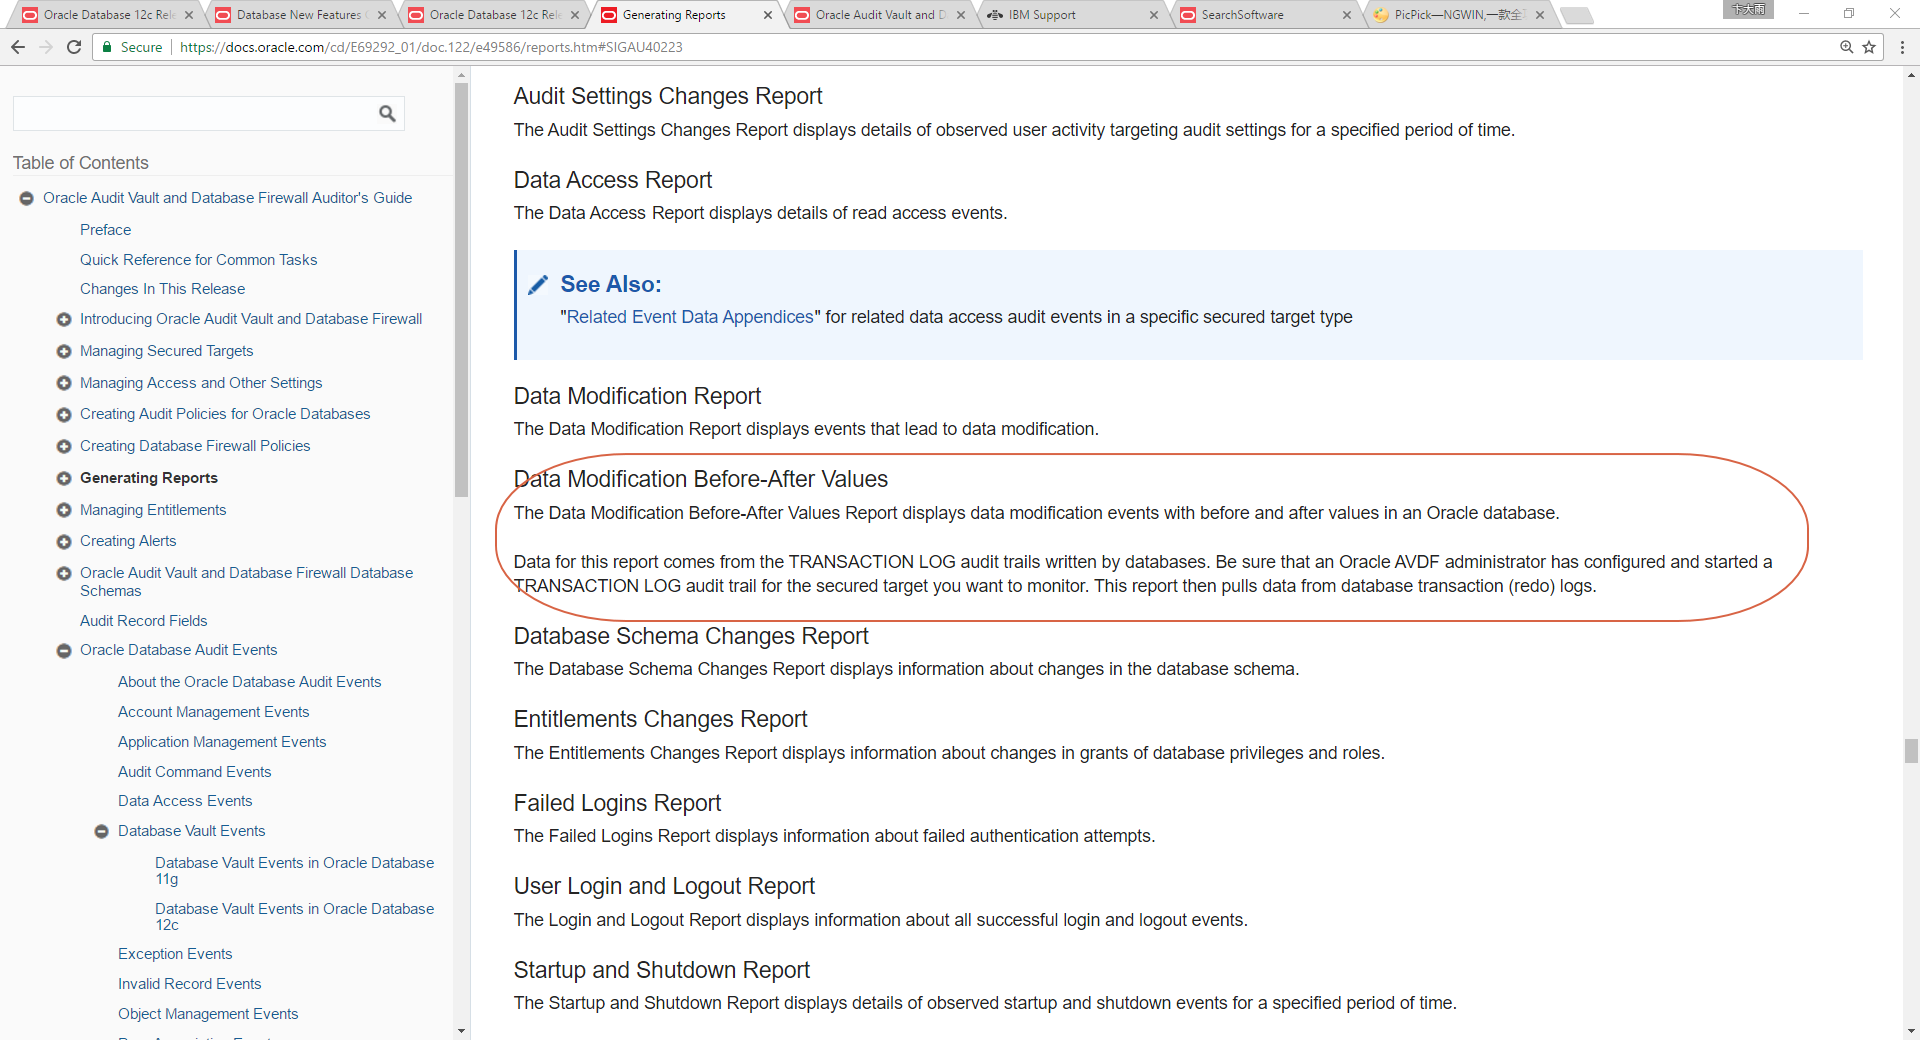 Oracle Database 12c Rele
Database New Features
Oracle Database 12c Rele
Generating Reports
Oracle Audit Vault and D
IBM Support
SearchSoftware
PicPick—NGWIN,一款全
卞大雨
Secure
https://docs.oracle.com/cd/E69292_01/doc.122/e49586/reports.htm#SIGAU40223
Table of Contents
Oracle Audit Vault and Database Firewall Auditor's Guide
Preface
Quick Reference for Common Tasks
Changes In This Release
Introducing Oracle Audit Vault and Database Firewall
Managing Secured Targets
Managing Access and Other Settings
Creating Audit Policies for Oracle Databases
Creating Database Firewall Policies
Generating Reports
Managing Entitlements
Creating Alerts
Oracle Audit Vault and Database Firewall Database
Schemas
Audit Record Fields
Oracle Database Audit Events
About the Oracle Database Audit Events
Account Management Events
Application Management Events
Audit Command Events
Data Access Events
Database Vault Events
Database Vault Events in Oracle Database
11g
Database Vault Events in Oracle Database
12c
Exception Events
Invalid Record Events
Object Management Events
Audit Settings Changes Report
The Audit Settings Changes Report displays details of observed user activity targeting audit settings for a specified period of time.
Data Access Report
The Data Access Report displays details of read access events.
See Also:
"Related Event Data Appendices" for related data access audit events in a specific secured target type
Data Modification Report
The Data Modification Report displays events that lead to data modification.
Data Modification Before-After Values
The Data Modification Before-After Values Report displays data modification events with before and after values in an Oracle database.
Data for this report comes from the TRANSACTION LOG audit trails written by databases. Be sure that an Oracle AVDF administrator has configured and started a
TRANSACTION LOG audit trail for the secured target you want to monitor. This report then pulls data from database transaction (redo) logs.
Database Schema Changes Report
The Database Schema Changes Report displays information about changes in the database schema.
Entitlements Changes Report
The Entitlements Changes Report displays information about changes in grants of database privileges and roles.
Failed Logins Report
The Failed Logins Report displays information about failed authentication attempts.
User Login and Logout Report
The Login and Logout Report displays information about all successful login and logout events.
Startup and Shutdown Report
The Startup and Shutdown Report displays details of observed startup and shutdown events for a specified period of time.